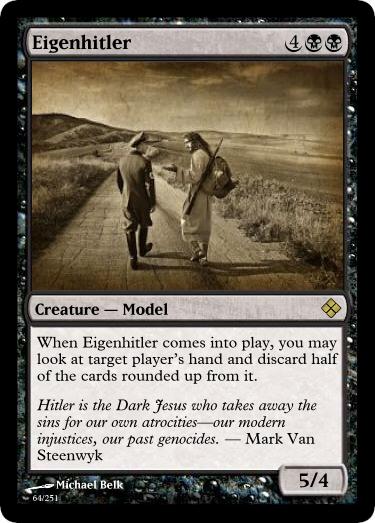 Eigenhitler 4
Creature — Model
When Eigenhitler comes into play, you may
look at target player's hand and discard half
of the cards rounded up from it.
Hitler is the Dark Jesus who takes away the
sins for our own atrocities—our modern
injustices, our past genocides. — Mark Van
Steenwyk
5/4
Michael Belk
64/251